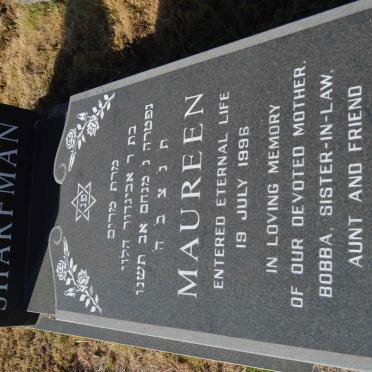 SHARFMAN
פנ
מרת מרים
בת ר אביגדור הלוי
נפטרה ג מנחם אב תשנו
ת נ צ ב ה
MAUREEN
ENTERED ETERNAL LIFE
19 JULY 1996
IN LOVING MEMORY
OF OUR DEVOTED MOTHER.
BOBBA, SISTER-IN-LAW,
AUNT AND FRIEND